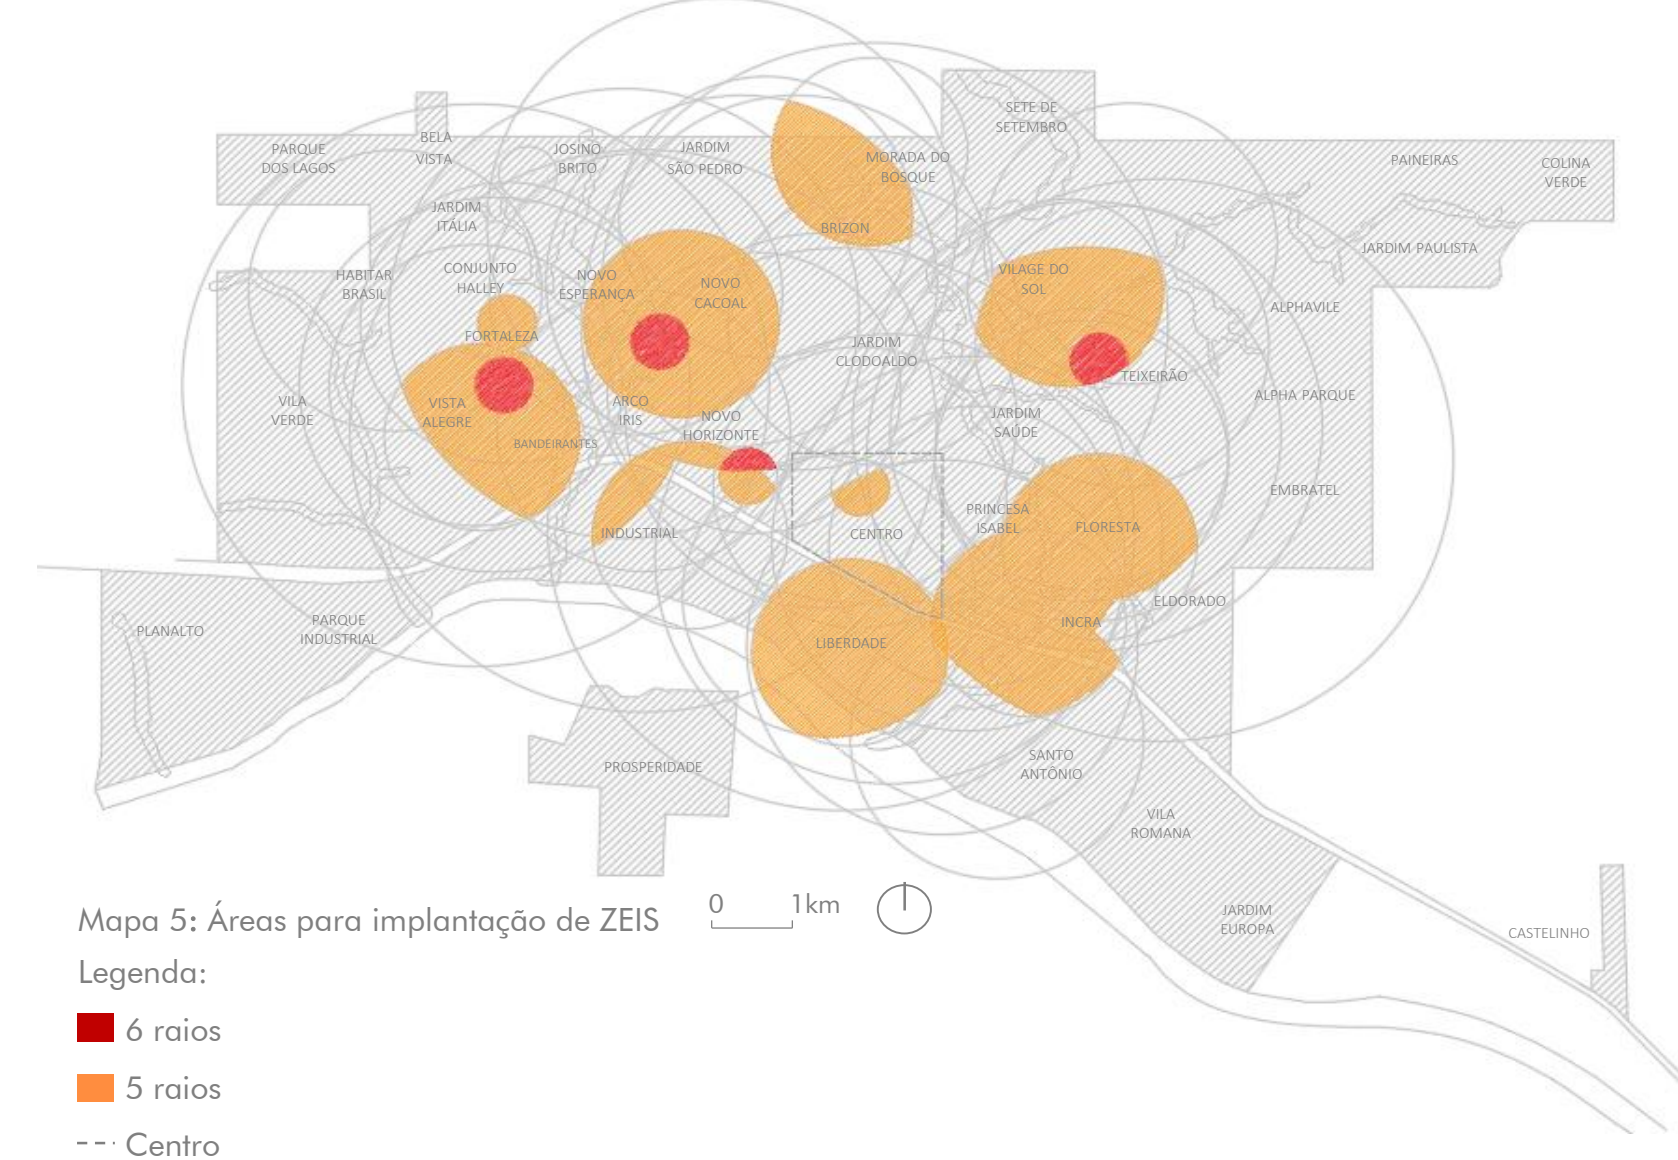 SETE DE
SETEMBRO
BELA
VISTA
PARQUE
DOS LAGOS
JOSINO
BRITO
JARDIM
SÃO PEDRO
MORADA DO
BOSQUE
PAINEIRAS
COLINA
VERDE
JARDIM
ITÁLIA
BRIZON
JARDIM PAULISTA
HABITAR
BRASIL
CONJUNTO
HALLEY
NOVO
ESPERANÇA
NOVO
CACOAL
VILAGE DO
SOL
ALPHAVILE
FORTALEZA
JARDIM
CLODOALDO
TEIXEIRÃO
ALPHA PARQUE
VILA
VERDE
VISTA
ALEGRE
ARCO
IRIS
NOVO
HORIZONTE
JARDIM
SAÚDE
BANDEIRANTES
EMBRATEL
INDUSTRIAL
CENTRO
PRINCESA
ISABEL
FLORESTA
ELDORADO
PLANALTO
PARQUE
INDUSTRIAL
LIBERDADE
INCRA
PROSPERIDADE
SANTO
ANTÔNIO
VILA
ROMANA
JARDIM
EUROPA
CASTELINHO
Mapa 5: Áreas para implantação de ZEIS
0 1km
Legenda:
6 raios
5 raios
Centro